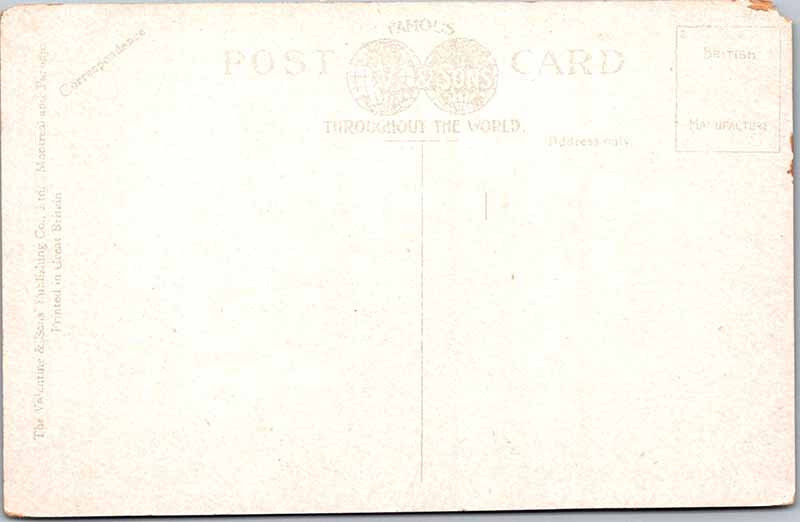 FAMOUS
POST CARD
& SONS
THROUGHOUT THE WORLD.
Correspondence
Address only
BRITISH
MANUFACTURE
The Valentine & Sons' Publishing Co., Ltd. Montreal and Toronto
Printed in Great Britain